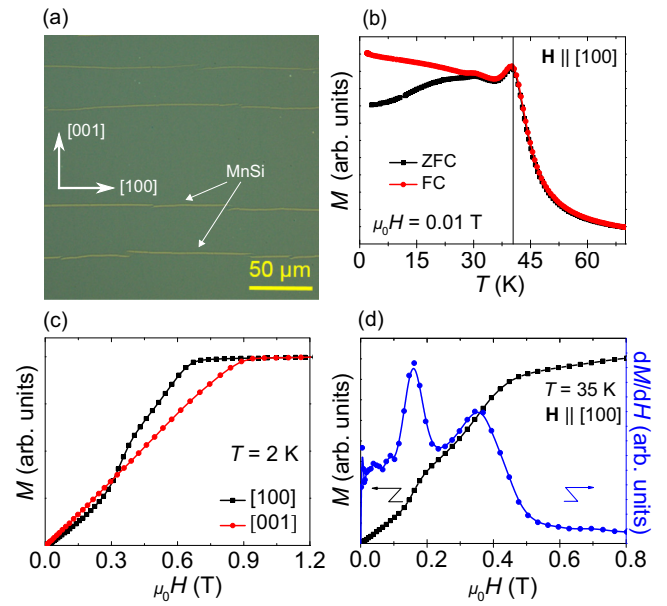 (a)
[001]
[100]
MnSi
50 µm
(b)
H || [100]
ZFC
FC
μ₀H = 0.01 T
M (arb. units)
0 15 30 45 60
T (K)
(c)
M (arb. units)
T = 2 K
[100]
[001]
0.0 0.3 0.6 0.9 1.2
μ₀H (T)
(d)
M (arb. units)
T = 35 K
H || [100]
dM/dH (arb. units)
0.0 0.2 0.4 0.6 0.8
μ₀H (T)